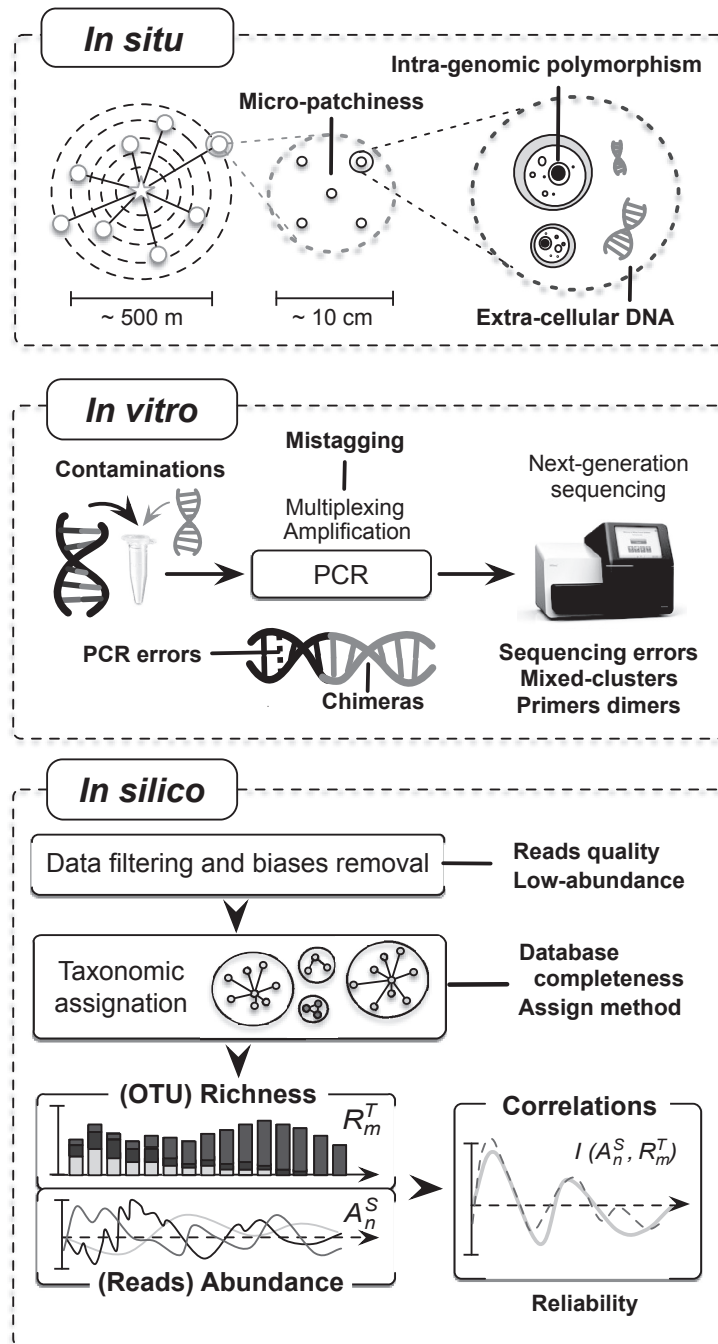 In situ
Intra-genomic polymorphism
Micro-patchiness
~ 500 m
~ 10 cm
Extra-cellular DNA
In vitro
Mistagging
Contaminations
Next-generation
sequencing
Multiplexing
Amplification
PCR
PCR errors
Chimeras
Sequencing errors
Mixed-clusters
Primers dimers
In silico
Data filtering and biases removal
Reads quality
Low-abundance
Taxonomic
assignation
Database
completeness
Assign method
(OTU) Richness
R_m^T
A_n^S
(Reads) Abundance
Correlations
I (A_n^S, R_m^T)
Reliability